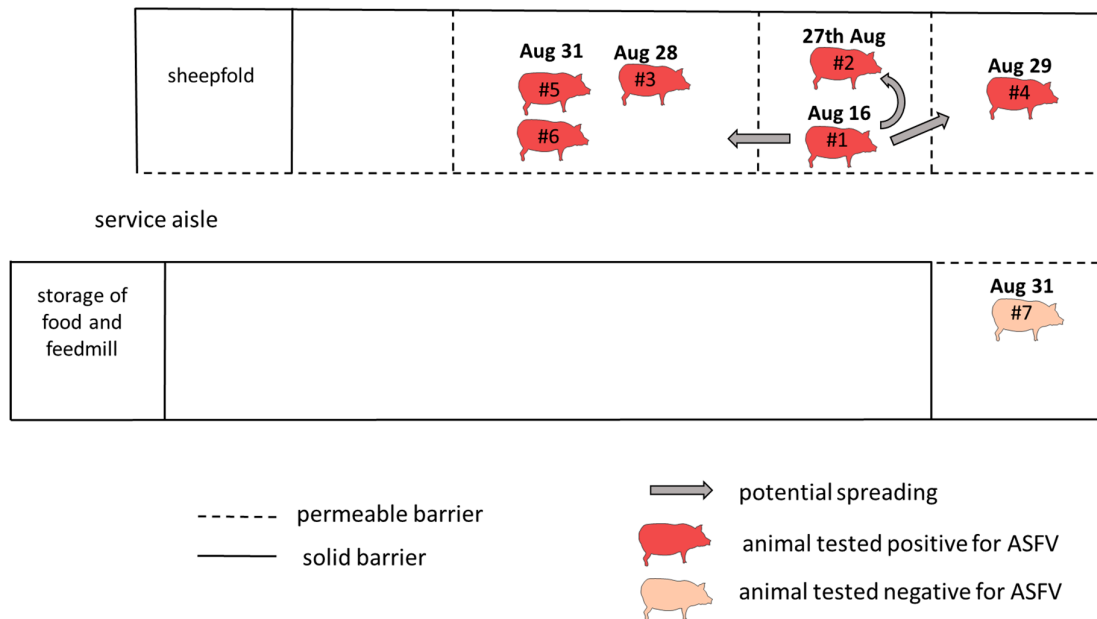 sheepfold
Aug 31
#5
#6
Aug 28
#3
27th Aug
#2
Aug 16
#1
Aug 29
#4
service aisle
storage of
food and
feedmill
Aug 31
#7
permeable barrier
solid barrier
potential spreading
animal tested positive for ASFV
animal tested negative for ASFV